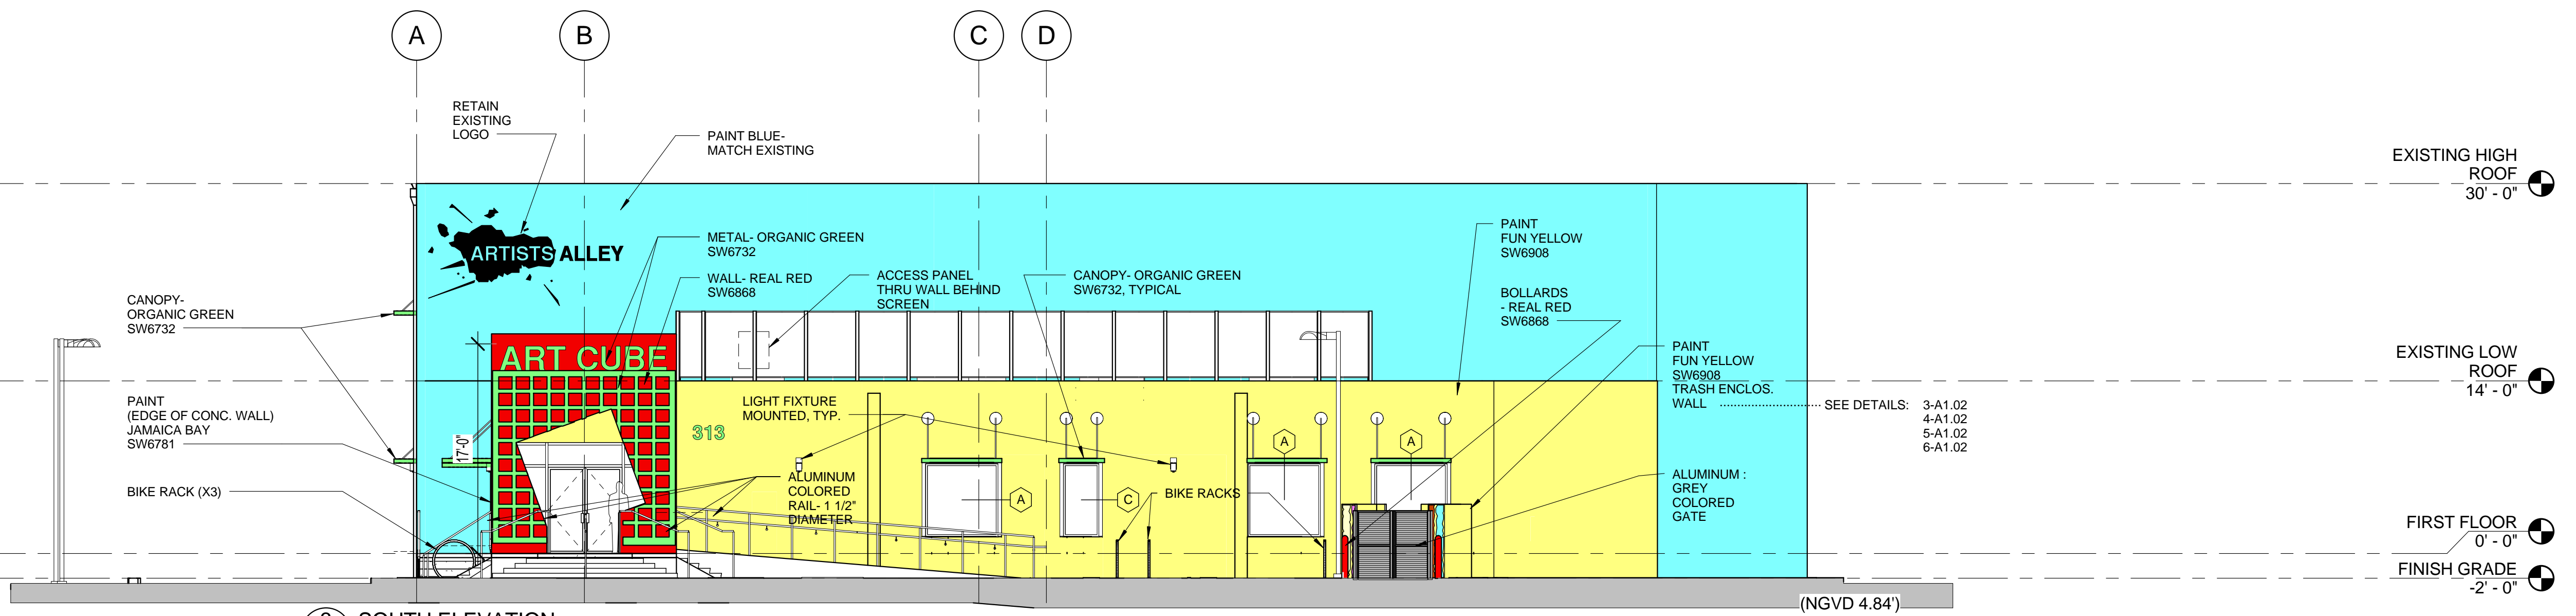 A
B
C
D
RETAIN
EXISTING
LOGO
PAINT BLUE-
MATCH EXISTING
EXISTING HIGH
ROOF
30' - 0"
ARTISTS ALLEY
METAL- ORGANIC GREEN
SW6732
WALL- REAL RED
SW6868
ACCESS PANEL
THRU WALL BEHIND
SCREEN
CANOPY- ORGANIC GREEN
SW6732, TYPICAL
PAINT
FUN YELLOW
SW6908
BOLLARDS
- REAL RED
SW6868
CANOPY-
ORGANIC GREEN
SW6732
ART CUBE
PAINT
FUN YELLOW
SW6908
TRASH ENCLOS.
WALL
SEE DETAILS:
3-A1.02
4-A1.02
5-A1.02
6-A1.02
EXISTING LOW
ROOF
14' - 0"
PAINT
(EDGE OF CONC. WALL)
JAMAICA BAY
SW6781
17'-0"
313
LIGHT FIXTURE
MOUNTED, TYP.
A
A
A
C
BIKE RACK (X3)
ALUMINUM
COLORED
RAIL- 1 1/2"
DIAMETER
BIKE RACKS
ALUMINUM :
GREY
COLORED
GATE
FIRST FLOOR
0' - 0"
FINISH GRADE
-2' - 0"
(NGVD 4.84')
SOUTH ELEVATION